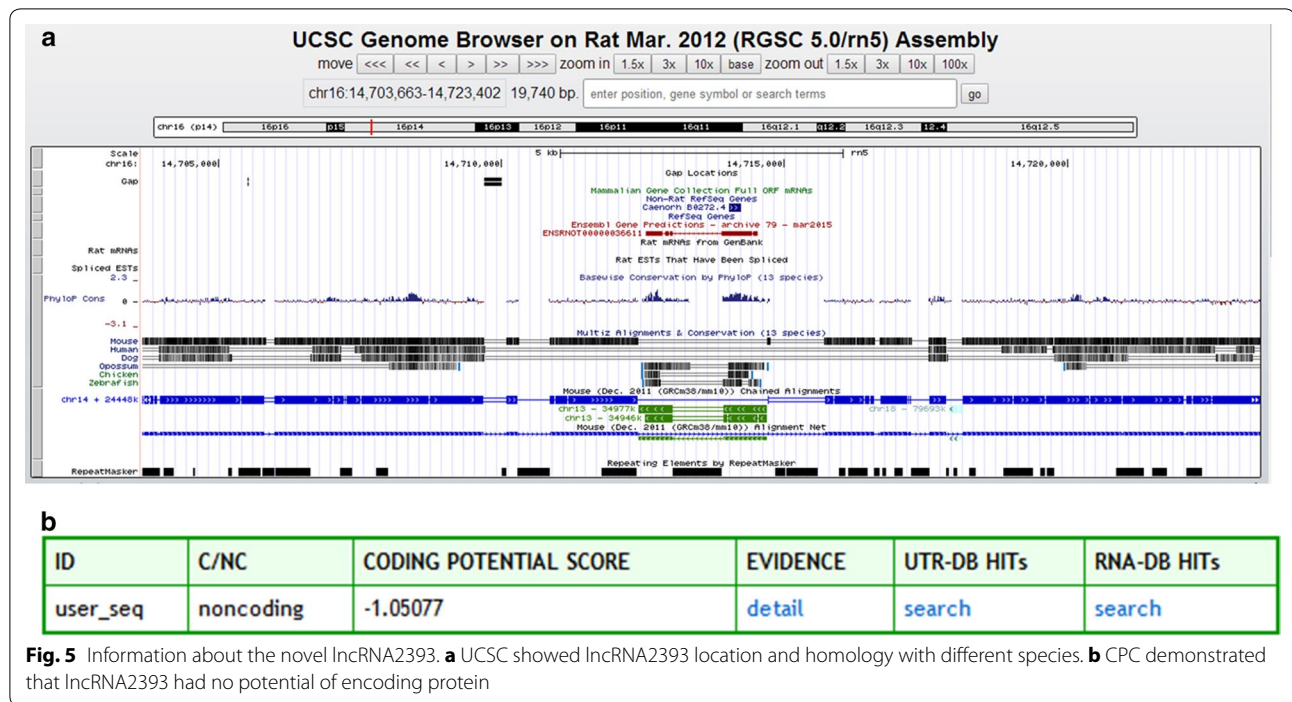 a
UCSC Genome Browser on Rat Mar. 2012 (RGSC 5.0/rn5) Assembly
move <<< << < > >> >>> zoom in 1.5x 3x 10x base zoom out 1.5x 3x 10x 100x
chr16:14,703,663-14,723,402 19,740 bp. enter position, gene symbol or search terms go
chr16 (p14) 16p16 p15 16p14 16p13 16p12 16p11 16q11 16q12.1 q12.2 16q12.3 12.4 16q12.5
Scale 5 kb rn5
chr16: 14,705,000 14,710,000 14,715,000 14,720,000
Gap Locations
Gap
Mammalian Gene Collection Full ORF mRNAs
Non-Rat RefSeq Genes
Caenorh B0272.4
RefSeq Genes
Ensembl Gene Predictions - archive 79 - mar2015
ENSRNOT00000036611
Rat mRNAs from GenBank
Rat mRNAs
Rat ESTs That Have Been Spliced
Spliced ESTs
2.3 _
Basewise Conservation by PhyloP (13 species)
PhyloP Cons 0 -
-3.1 _
Multiz Alignments & Conservation (13 species)
Mouse
Human
Dog
Opossum
Chicken
Zebrafish
Mouse (Dec. 2011 (GRCm38/mm10)) Chained Alignments
chr14 + 24448k
chr13 - 34977k chr18 - 79693k
chr13 - 34946k
Mouse (Dec. 2011 (GRCm38/mm10)) Alignment Net
Repeating Elements by RepeatMasker
RepeatMasker
b
ID C/NC CODING POTENTIAL SCORE EVIDENCE UTR-DB HITs RNA-DB HITs
user_seq noncoding -1.05077 detail search search
Fig. 5 Information about the novel lncRNA2393. a UCSC showed lncRNA2393 location and homology with different species. b CPC demonstrated
that lncRNA2393 had no potential of encoding protein